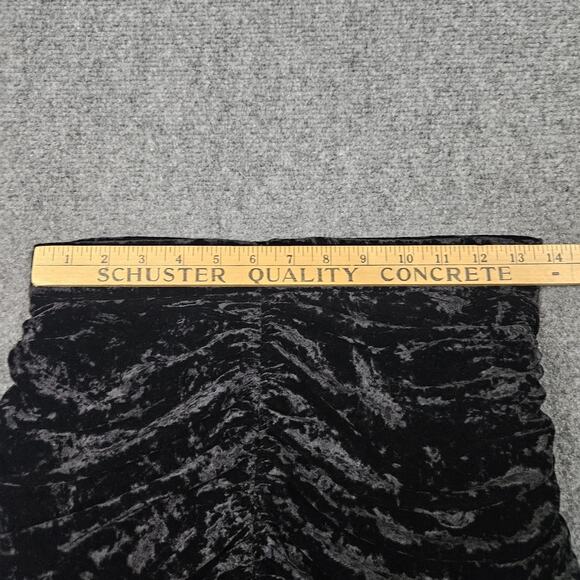 1 2 3 4 5 6 7 8 9 10 11 12 13 14
SCHUSTER QUALITY CONCRETE